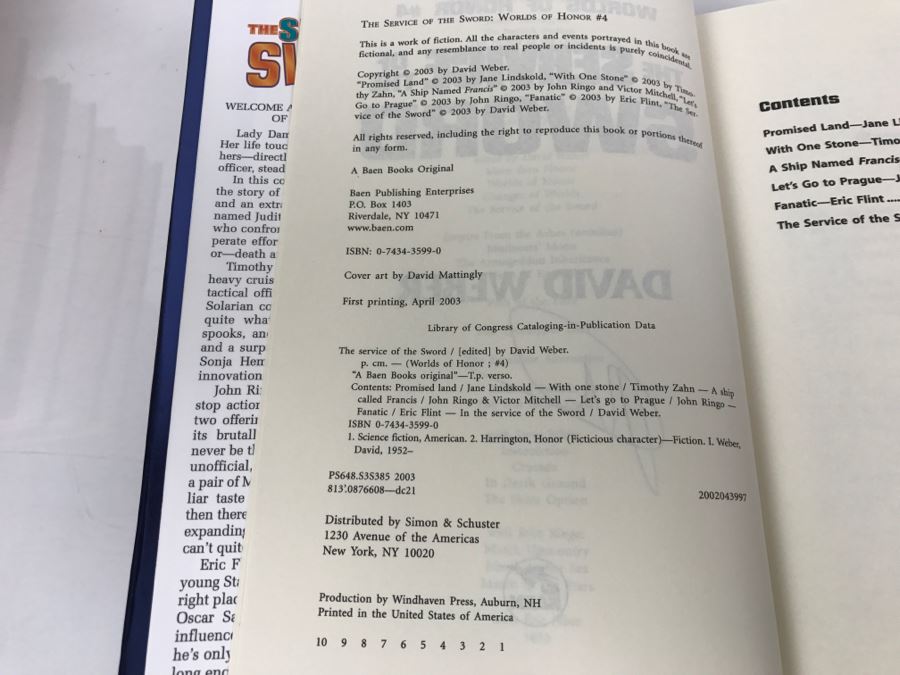 THE S
SW
WELCOME A
OF
Lady Dam
Her life touc
hers—directl
officer, stead
In this co
the story of
and an extr
named Judit
who confron
perate effor
or—death a
Timothy
heavy cruis
tactical offi
Solarian co
quite wha
spooks, an
and a surp
Sonja Hem
innovation
John Ri
stop action
two offerin
its brutall
never be tl
unofficial,
a pair of M
liar taste
then there
expanding
can't quit
Eric F
young Sta
right plac
Oscar Sa
influence
he's only
long end
THE SERVICE OF THE SWORD: WORLDS OF HONOR #4
This is a work of fiction. All the characters and events portrayed in this book are
fictional, and any resemblance to real people or incidents is purely coincidental.
Copyright © 2003 by David Weber.
"Promised Land" © 2003 by Jane Lindskold, "With One Stone" © 2003 by Timo-
thy Zahn, "A Ship Named Francis" © 2003 by John Ringo and Victor Mitchell, "Let's
Go to Prague" © 2003 by John Ringo, "Fanatic" © 2003 by Eric Flint, "The Ser-
vice of the Sword" © 2003 by David Weber.
All rights reserved, including the right to reproduce this book or portions thereof
in any form.
A Baen Books Original
Baen Publishing Enterprises
P.O. Box 1403
Riverdale, NY 10471
www.baen.com
ISBN: 0-7434-3599-0
Cover art by David Mattingly
First printing, April 2003
Library of Congress Cataloging-in-Publication Data
The service of the Sword / [edited] by David Weber.
p. cm. — (Worlds of Honor ; #4)
"A Baen Books original"—T.p. verso.
Contents: Promised land / Jane Lindskold — With one stone / Timothy Zahn — A ship
called Francis / John Ringo & Victor Mitchell — Let's go to Prague / John Ringo —
Fanatic / Eric Flint — In the service of the Sword / David Weber.
ISBN 0-7434-3599-0
1. Science fiction, American. 2. Harrington, Honor (Ficticious character)—Fiction. I. Weber,
David, 1952–
PS648.S3S385 2003
813'.0876608—dc21
2002043997
Distributed by Simon & Schuster
1230 Avenue of the Americas
New York, NY 10020
Production by Windhaven Press, Auburn, NH
Printed in the United States of America
10 9 8 7 6 5 4 3 2 1
Contents
Promised Land—Jane Li
With One Stone—Timo
A Ship Named Francis
Let's Go to Prague—J
Fanatic—Eric Flint ....
The Service of the S